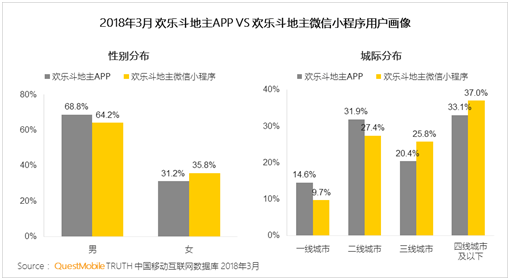 2018年3月 欢乐斗地主APP VS 欢乐斗地主微信小程序用户画像
性别分布
欢乐斗地主APP 欢乐斗地主微信小程序
80%
60%
40%
20%
0%
68.8%
64.2%
31.2%
35.8%
男 女
城际分布
欢乐斗地主APP 欢乐斗地主微信小程序
40%
30%
20%
10%
0%
14.6%
9.7%
31.9%
27.4%
20.4%
25.8%
33.1%
37.0%
一线城市 二线城市 三线城市 四线城市
及以下
Source : QuestMobile TRUTH 中国移动互联网数据库 2018年3月